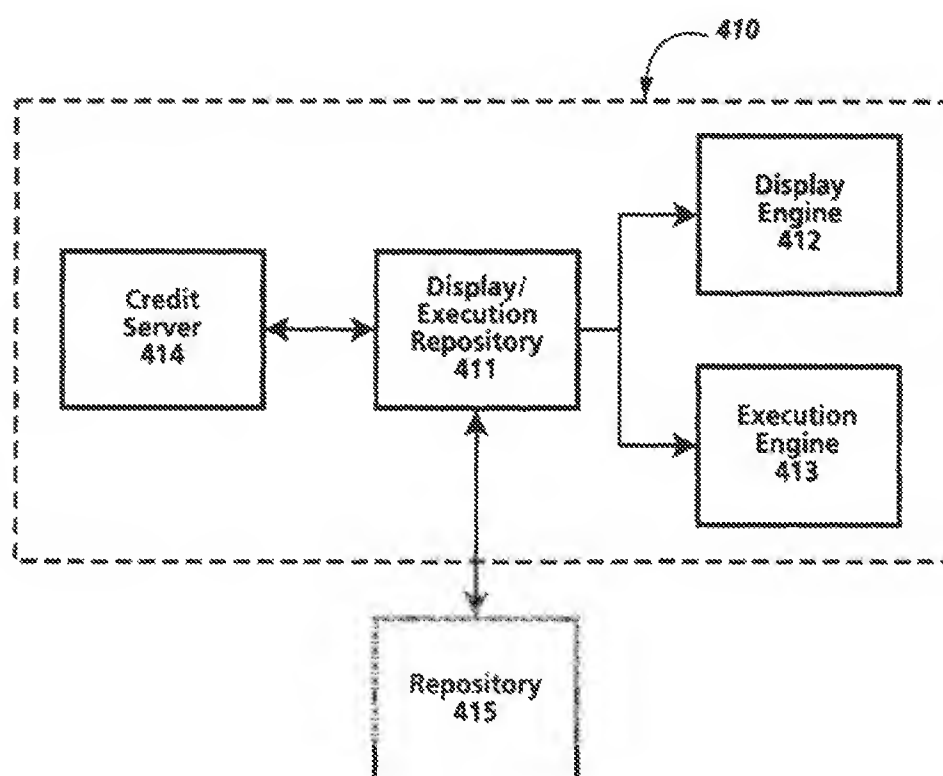 410
Display
Engine
412
Credit
Server
414
Display/
Execution
Repository
411
Execution
Engine
413
Repository
415